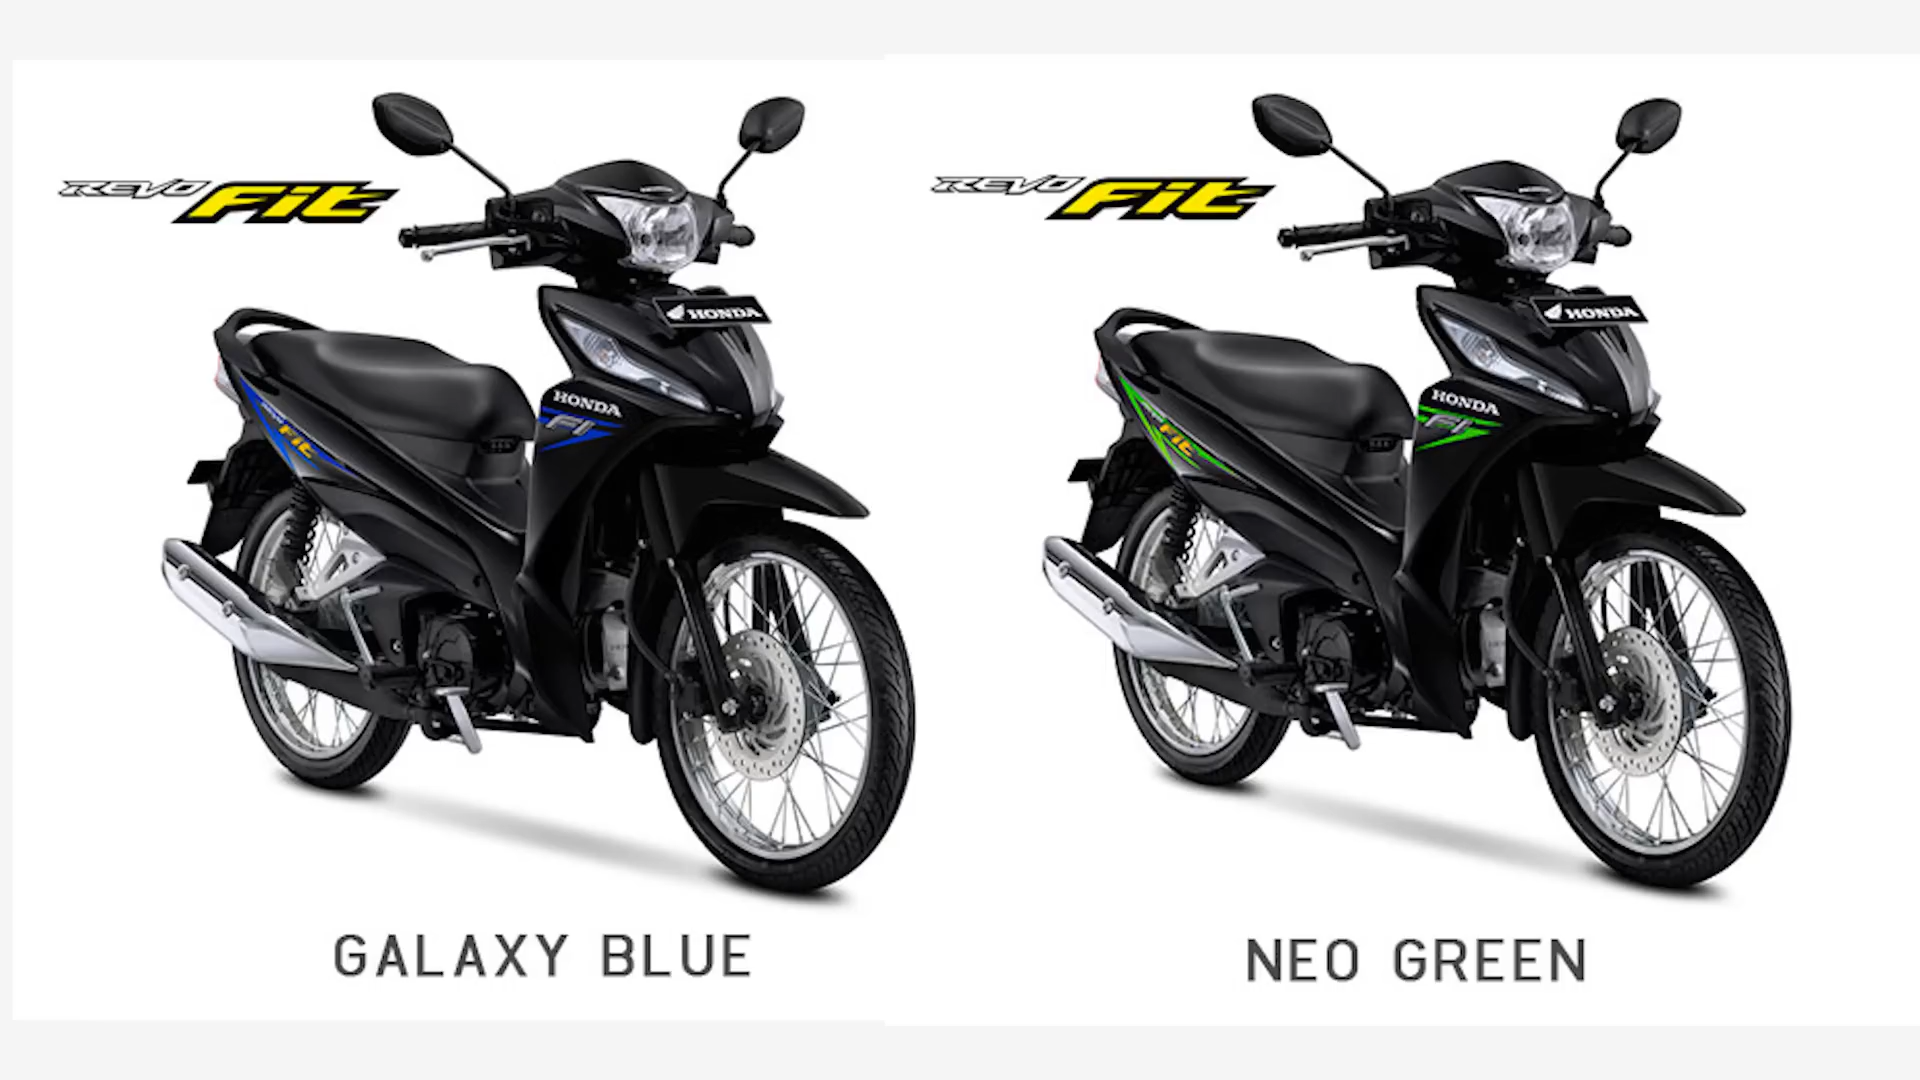 REVO Fit
HONDA
HONDA
FI
Fit
GALAXY BLUE
REVO Fit
HONDA
HONDA
FI
Fit
NEO GREEN